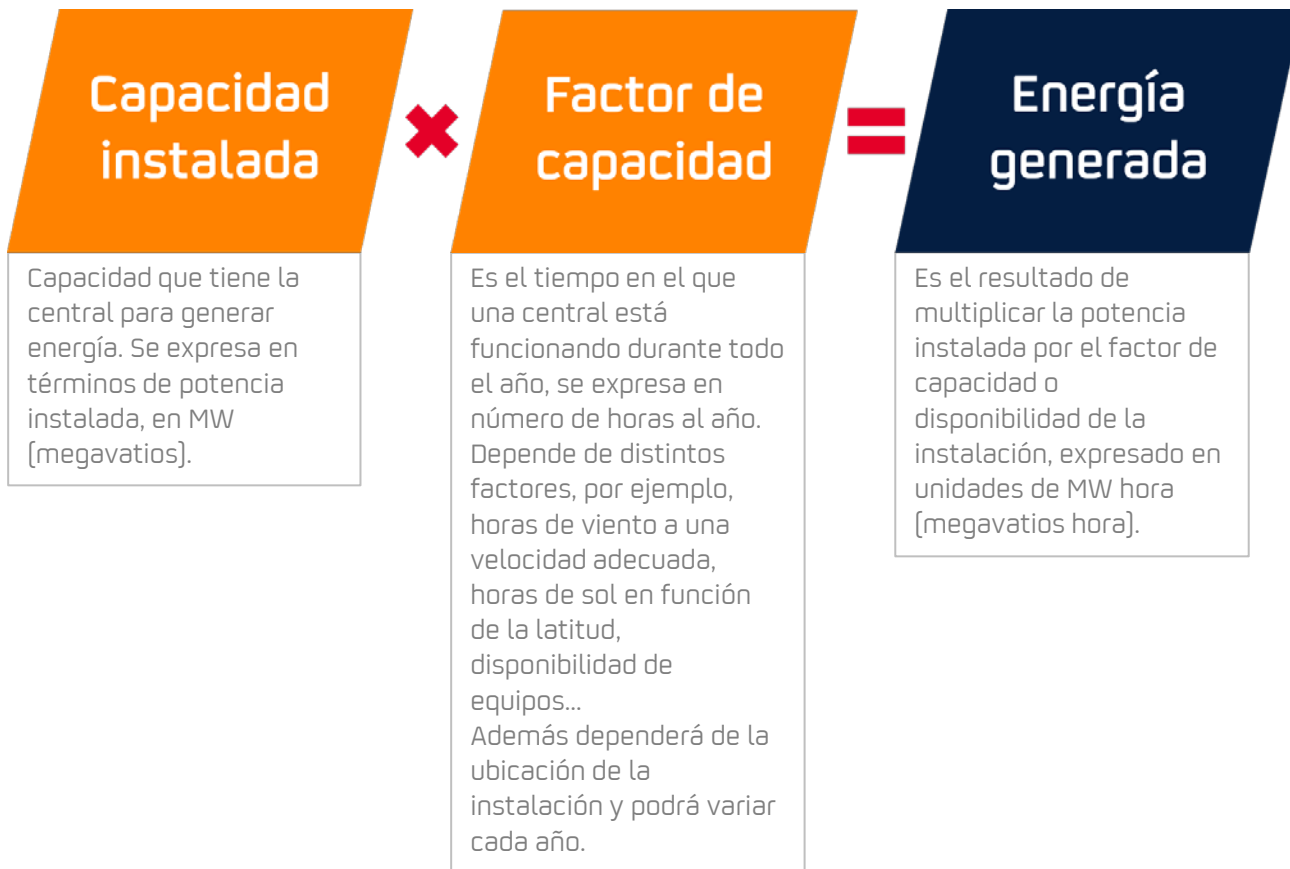 Capacidad
instalada
Factor de
capacidad
Energía
generada
Capacidad que tiene la
central para generar
energía. Se expresa en
términos de potencia
instalada, en MW
(megavatios).
Es el tiempo en el que
una central está
funcionando durante todo
el año, se expresa en
número de horas al año.
Depende de distintos
factores, por ejemplo,
horas de viento a una
velocidad adecuada,
horas de sol en función
de la latitud,
disponibilidad de
equipos...
Además dependerá de la
ubicación de la
instalación y podrá variar
cada año.
Es el resultado de
multiplicar la potencia
instalada por el factor de
capacidad o
disponibilidad de la
instalación, expresado en
unidades de MW hora
(megavatios hora).